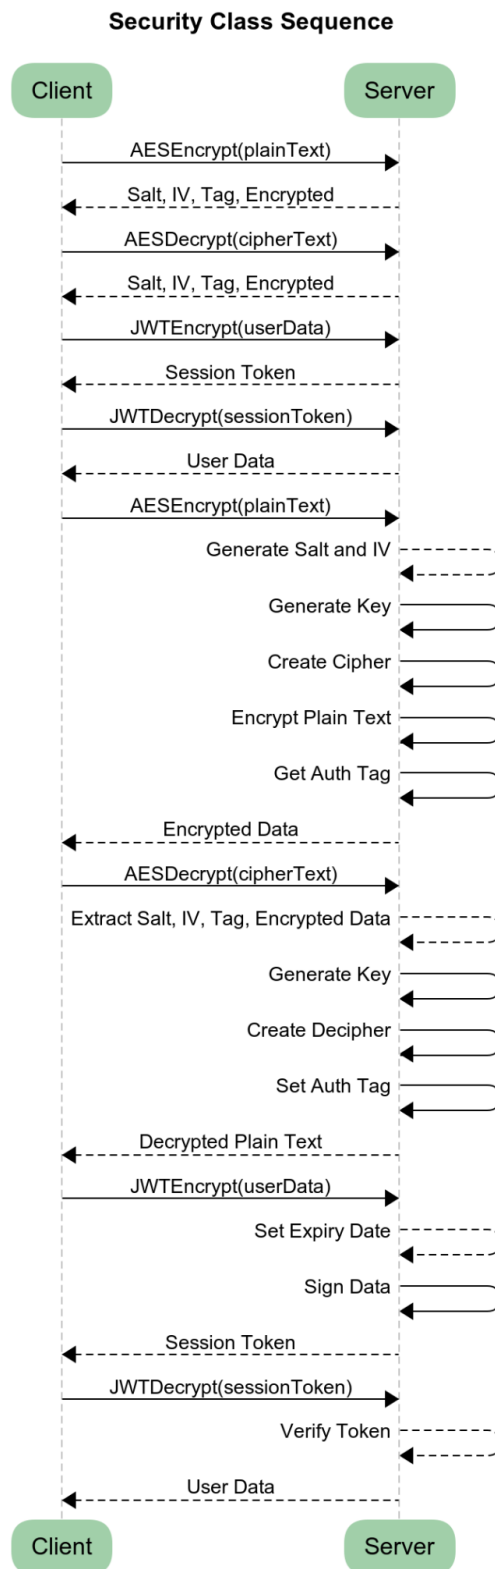 Security Class Sequence
Client
Server
AESEncrypt(plainText)
Salt, IV, Tag, Encrypted
AESDecrypt(cipherText)
Salt, IV, Tag, Encrypted
JWTEncrypt(userData)
Session Token
JWTDecrypt(sessionToken)
User Data
AESEncrypt(plainText)
Generate Salt and IV
Generate Key
Create Cipher
Encrypt Plain Text
Get Auth Tag
Encrypted Data
AESDecrypt(cipherText)
Extract Salt, IV, Tag, Encrypted Data
Generate Key
Create Decipher
Set Auth Tag
Decrypted Plain Text
JWTEncrypt(userData)
Set Expiry Date
Sign Data
Session Token
JWTDecrypt(sessionToken)
Verify Token
User Data
Client
Server